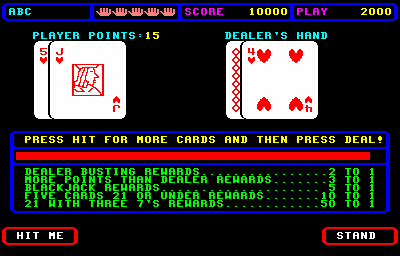 ABC SCORE 10000 PLAY 2000
PLAYER POINTS:15 DEALER'S HAND
5 J 4
J 4
PRESS HIT FOR MORE CARDS AND THEN PRESS DEAL!
DEALER BUSTING REWARDS..............2 TO 1
MORE POINTS THAN DEALER REWARDS.....3 TO 1
BLACKJACK REWARDS...................5 TO 1
FIVE CARDS 21 OR UNDER REWARDS.....10 TO 1
21 WITH THREE 7'S REWARDS..........50 TO 1
HIT ME STAND